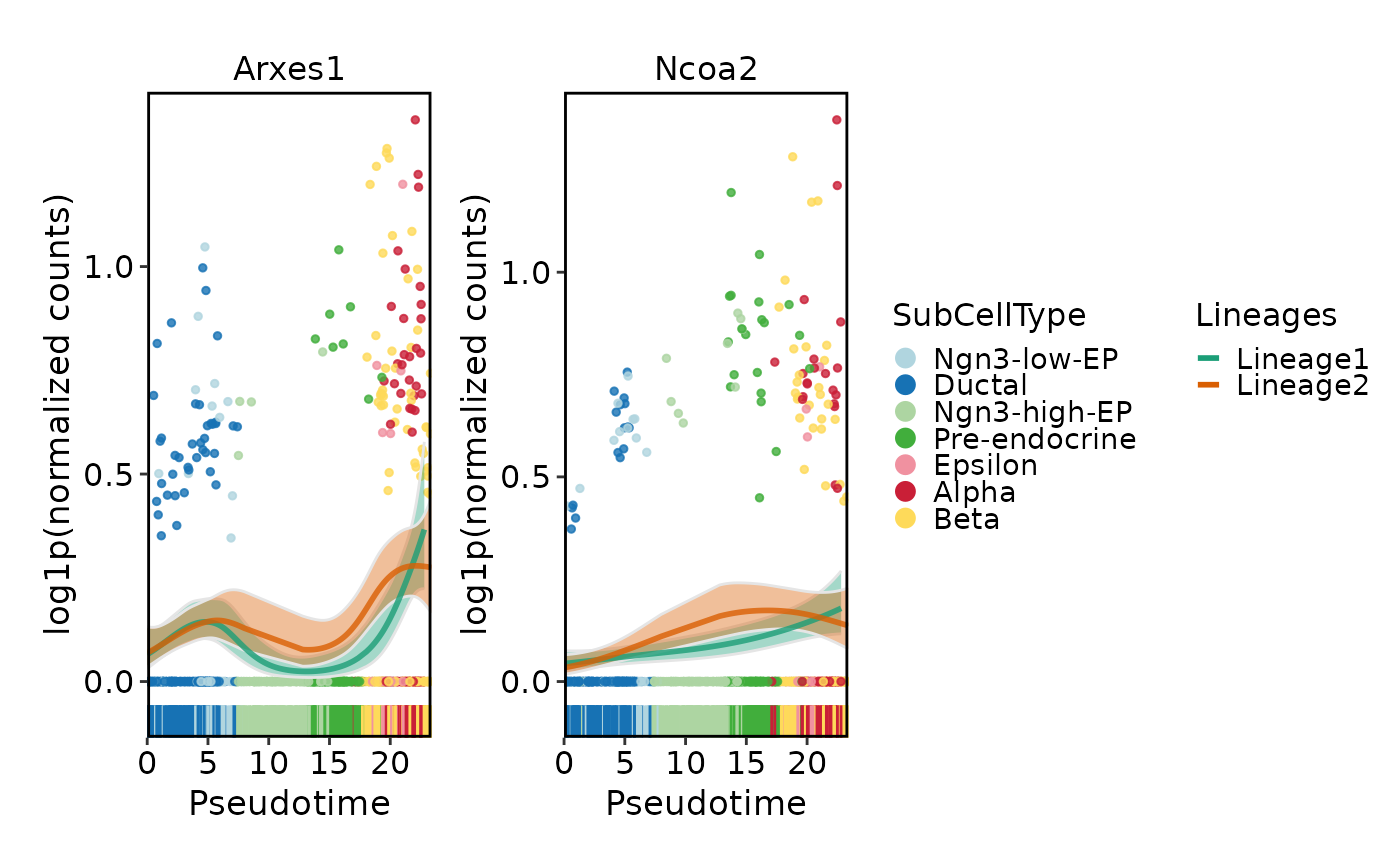 Arxes1
Ncoa2
log1p(normalized counts)
1.0
0.5
0.0
0 5 10 15 20
Pseudotime
log1p(normalized counts)
1.0
0.5
0.0
0 5 10 15 20
Pseudotime
SubCellType
Ngn3-low-EP
Ductal
Ngn3-high-EP
Pre-endocrine
Epsilon
Alpha
Beta
Lineages
Lineage1
Lineage2